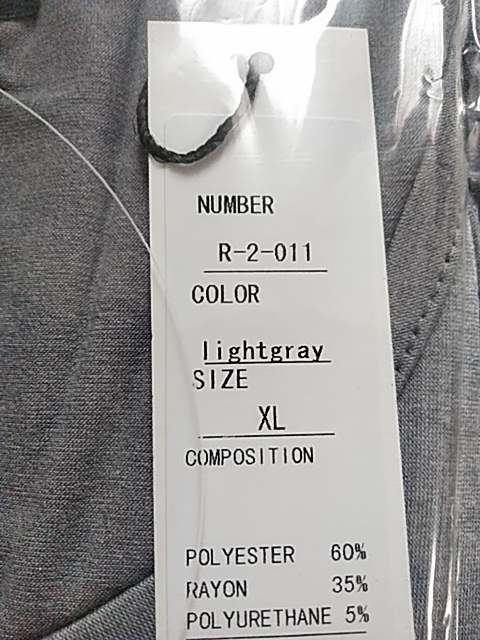 NUMBER
R-2-011
COLOR
lightgray
SIZE
XL
COMPOSITION
POLYESTER 60%
RAYON 35%
POLYURETHANE 5%